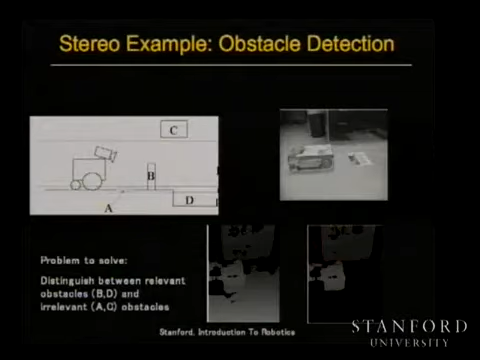 Stereo Example: Obstacle Detection
C
B
A
D
Problem to solve:
Distinguish between relevant
obstacles (B,D) and
irrelevant (A,C) obstacles
Stanford, Introduction To Robotics
STANFORD
UNIVERSITY